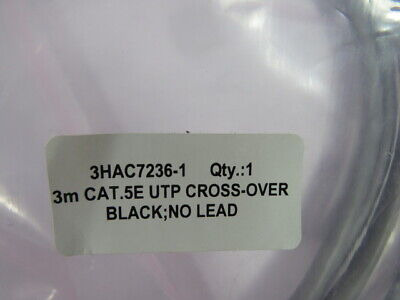 3HAC7236-1 Qty.:1
3m CAT.5E UTP CROSS-OVER
BLACK;NO LEAD